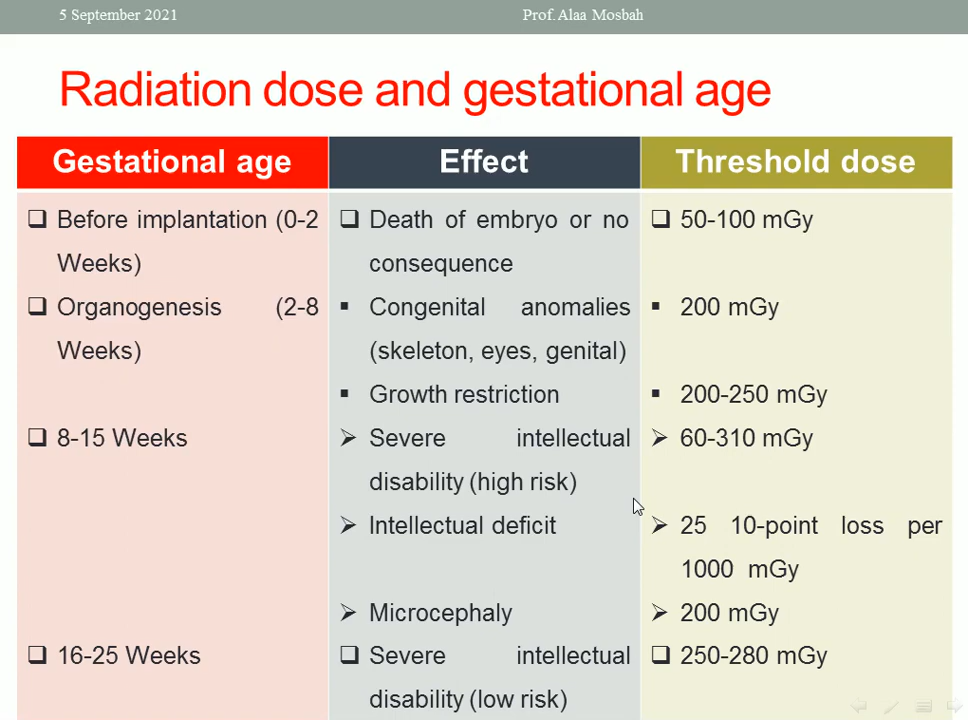 5 September 2021
Prof. Alaa Mosbah
Radiation dose and gestational age
Gestational age
Effect
Threshold dose
Before implantation (0-2
Weeks)
Death of embryo or no
consequence
50-100 mGy
Organogenesis (2-8
Weeks)
Congenital anomalies
(skeleton, eyes, genital)
200 mGy
Growth restriction
200-250 mGy
8-15 Weeks
Severe intellectual
disability (high risk)
60-310 mGy
Intellectual deficit
25 10-point loss per
1000 mGy
Microcephaly
200 mGy
16-25 Weeks
Severe intellectual
disability (low risk)
250-280 mGy